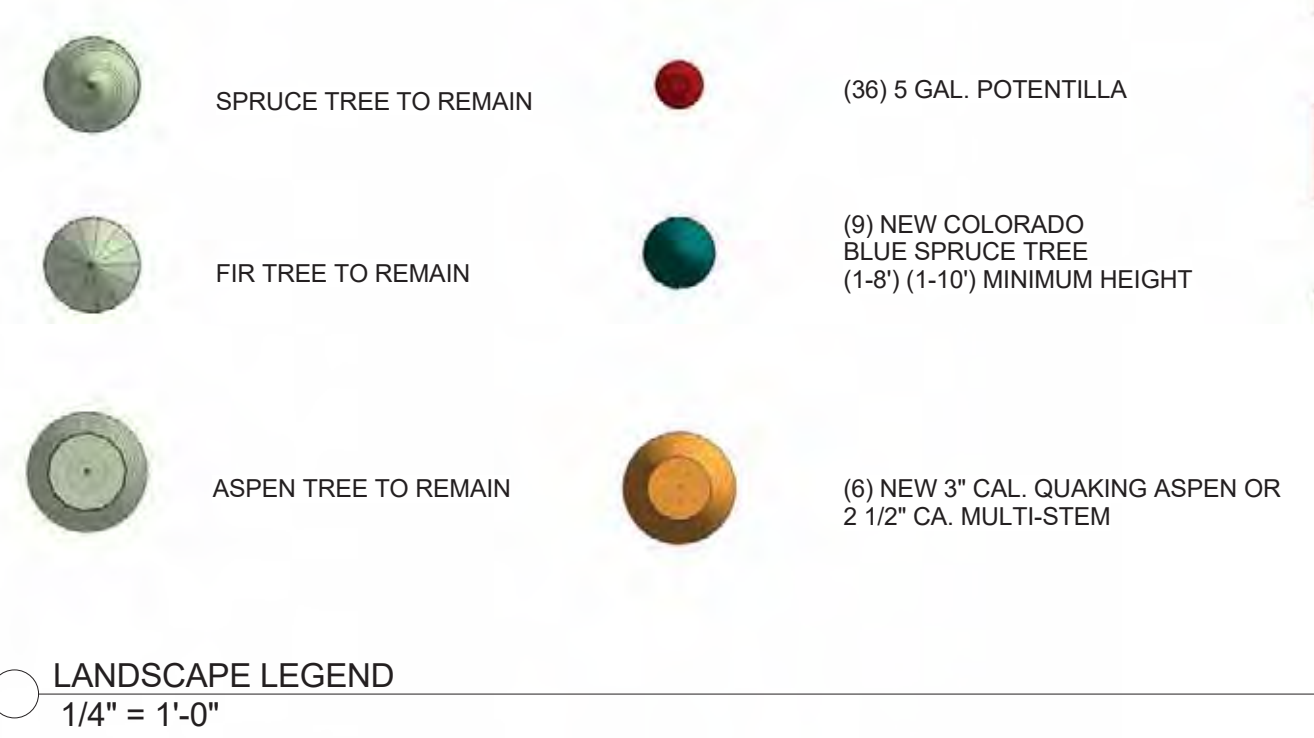 SPRUCE TREE TO REMAIN
(36) 5 GAL. POTENTILLA
FIR TREE TO REMAIN
(9) NEW COLORADO
BLUE SPRUCE TREE
(1-8') (1-10') MINIMUM HEIGHT
ASPEN TREE TO REMAIN
(6) NEW 3" CAL. QUAKING ASPEN OR
2 1/2" CA. MULTI-STEM
LANDSCAPE LEGEND
1/4" = 1'-0"